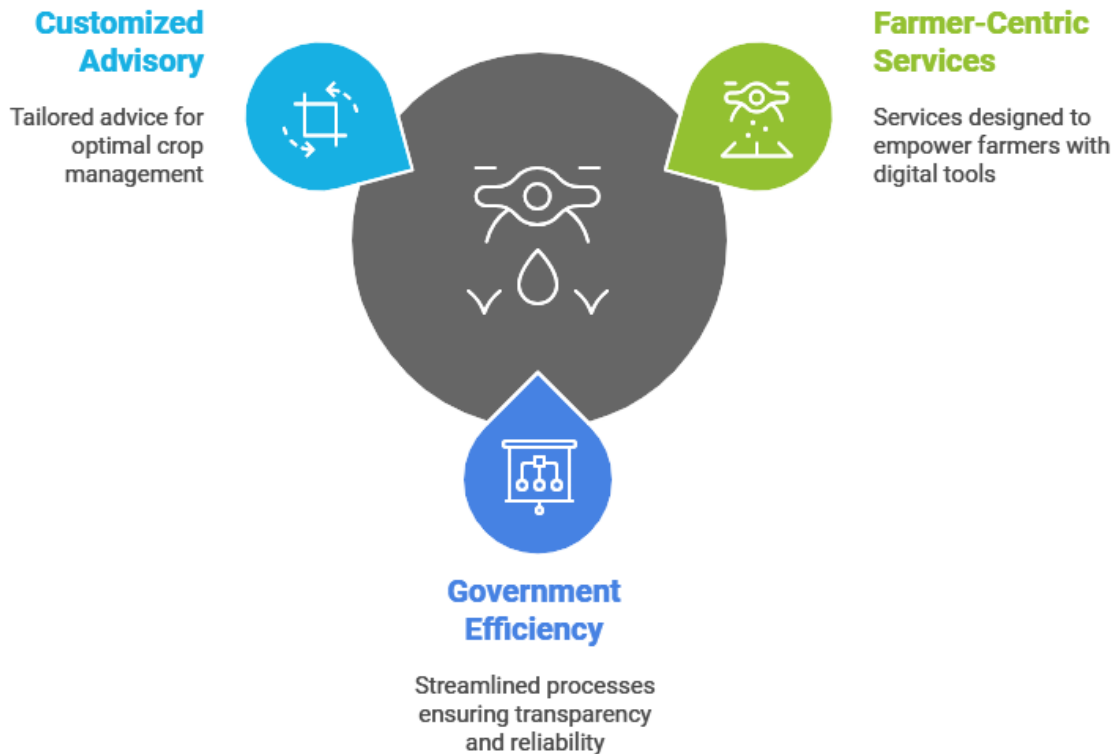 Customized
Advisory
Tailored advice for
optimal crop
management
Farmer-Centric
Services
Services designed to
empower farmers with
digital tools
Government
Efficiency
Streamlined processes
ensuring transparency
and reliability